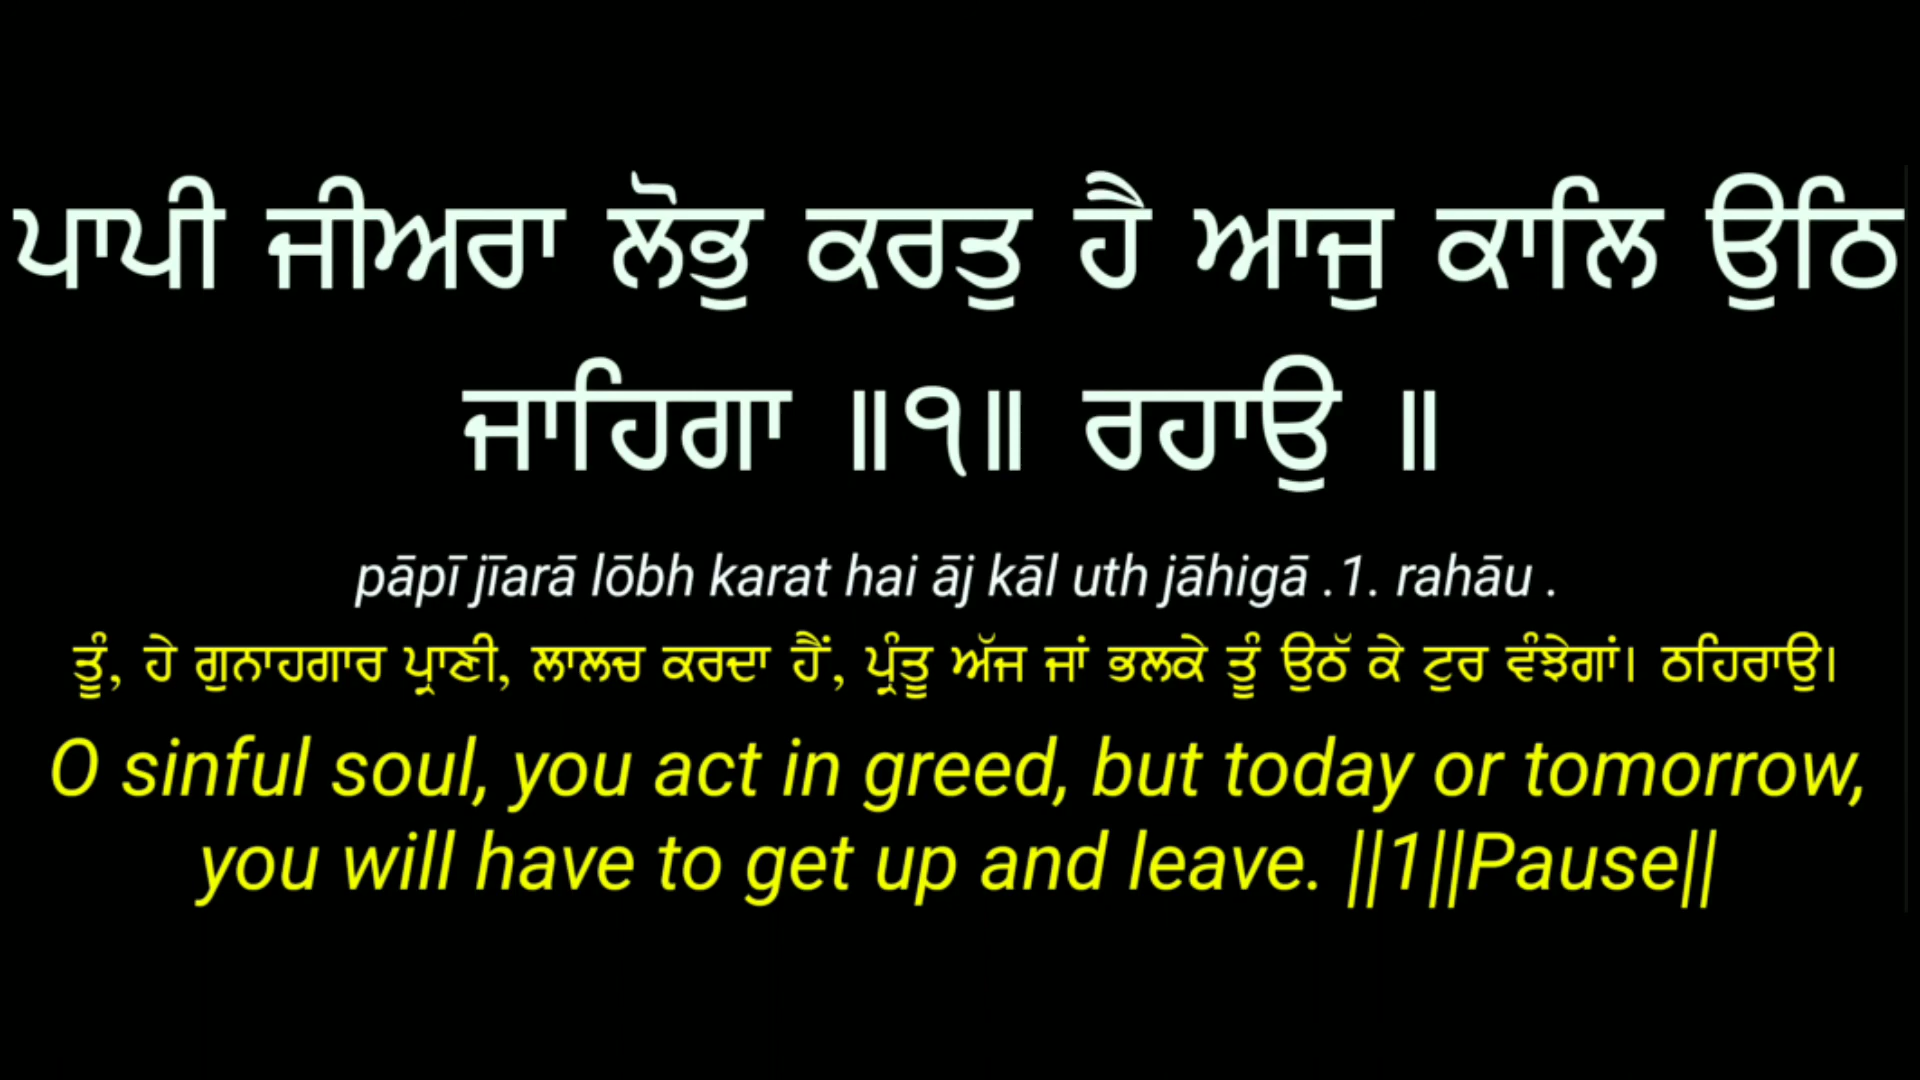 ਪਾਪੀ ਜੀਅਰਾ ਲੋਭੁ ਕਰਤੁ ਹੈ ਆਜੁ ਕਾਲਿ ਉਠਿ
ਜਾਹਿਗਾ ॥੧॥ ਰਹਾਉ ॥
pāpī jīarā lōbh karat hai āj kāl uth jāhigā .1. rahāu .
ਤੂੰ, ਹੇ ਗੁਨਾਹਗਾਰ ਪ੍ਰਾਣੀ, ਲਾਲਚ ਕਰਦਾ ਹੈਂ, ਪ੍ਰੰਤੂ ਅੱਜ ਜਾਂ ਭਲਕੇ ਤੂੰ ਉਠੱ ਕੇ ਟੁਰ ਵੰਝੇਗਾਂ। ਠਹਿਰਾਉ।
O sinful soul, you act in greed, but today or tomorrow,
you will have to get up and leave. ||1||Pause||